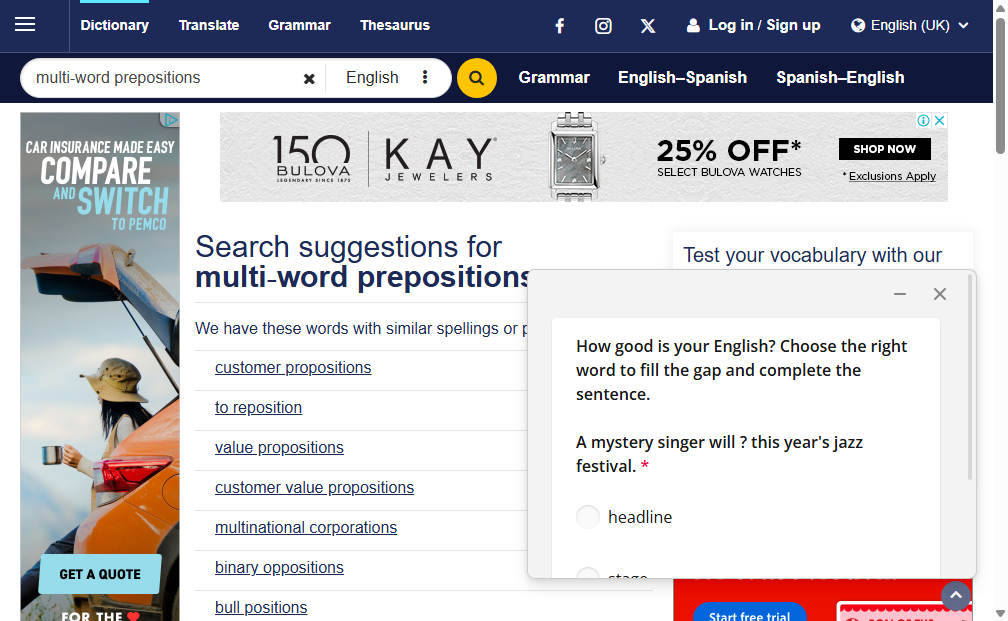 Dictionary Translate Grammar Thesaurus Log in / Sign up English (UK)
multi-word prepositions English Grammar English–Spanish Spanish–English
CAR INSURANCE MADE EASY
COMPARE
AND SWITCH
TO PEMCO
GET A QUOTE
FOR THE
150
BULOVA
LEGENDARY SINCE 1875
KAY
JEWELERS
25% OFF*
SELECT BULOVA WATCHES
SHOP NOW
*Exclusions Apply
Search suggestions for
multi-word prepositions
We have these words with similar spellings or
customer propositions
to reposition
value propositions
customer value propositions
multinational corporations
binary oppositions
bull positions
Test your vocabulary with our
How good is your English? Choose the right
word to fill the gap and complete the
sentence.
A mystery singer will ? this year's jazz
festival. *
headline
stage
Start free trial